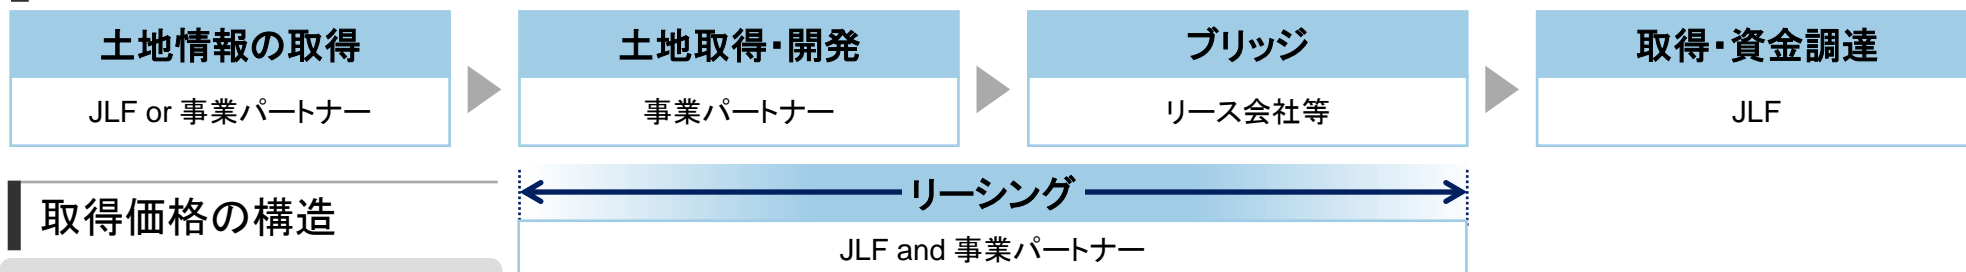 土地情報の取得
JLF or 事業パートナー
土地取得・開発
事業パートナー
ブリッジ
リース会社等
取得・資金調達
JLF
リーシング
JLF and 事業パートナー
取得価格の構造